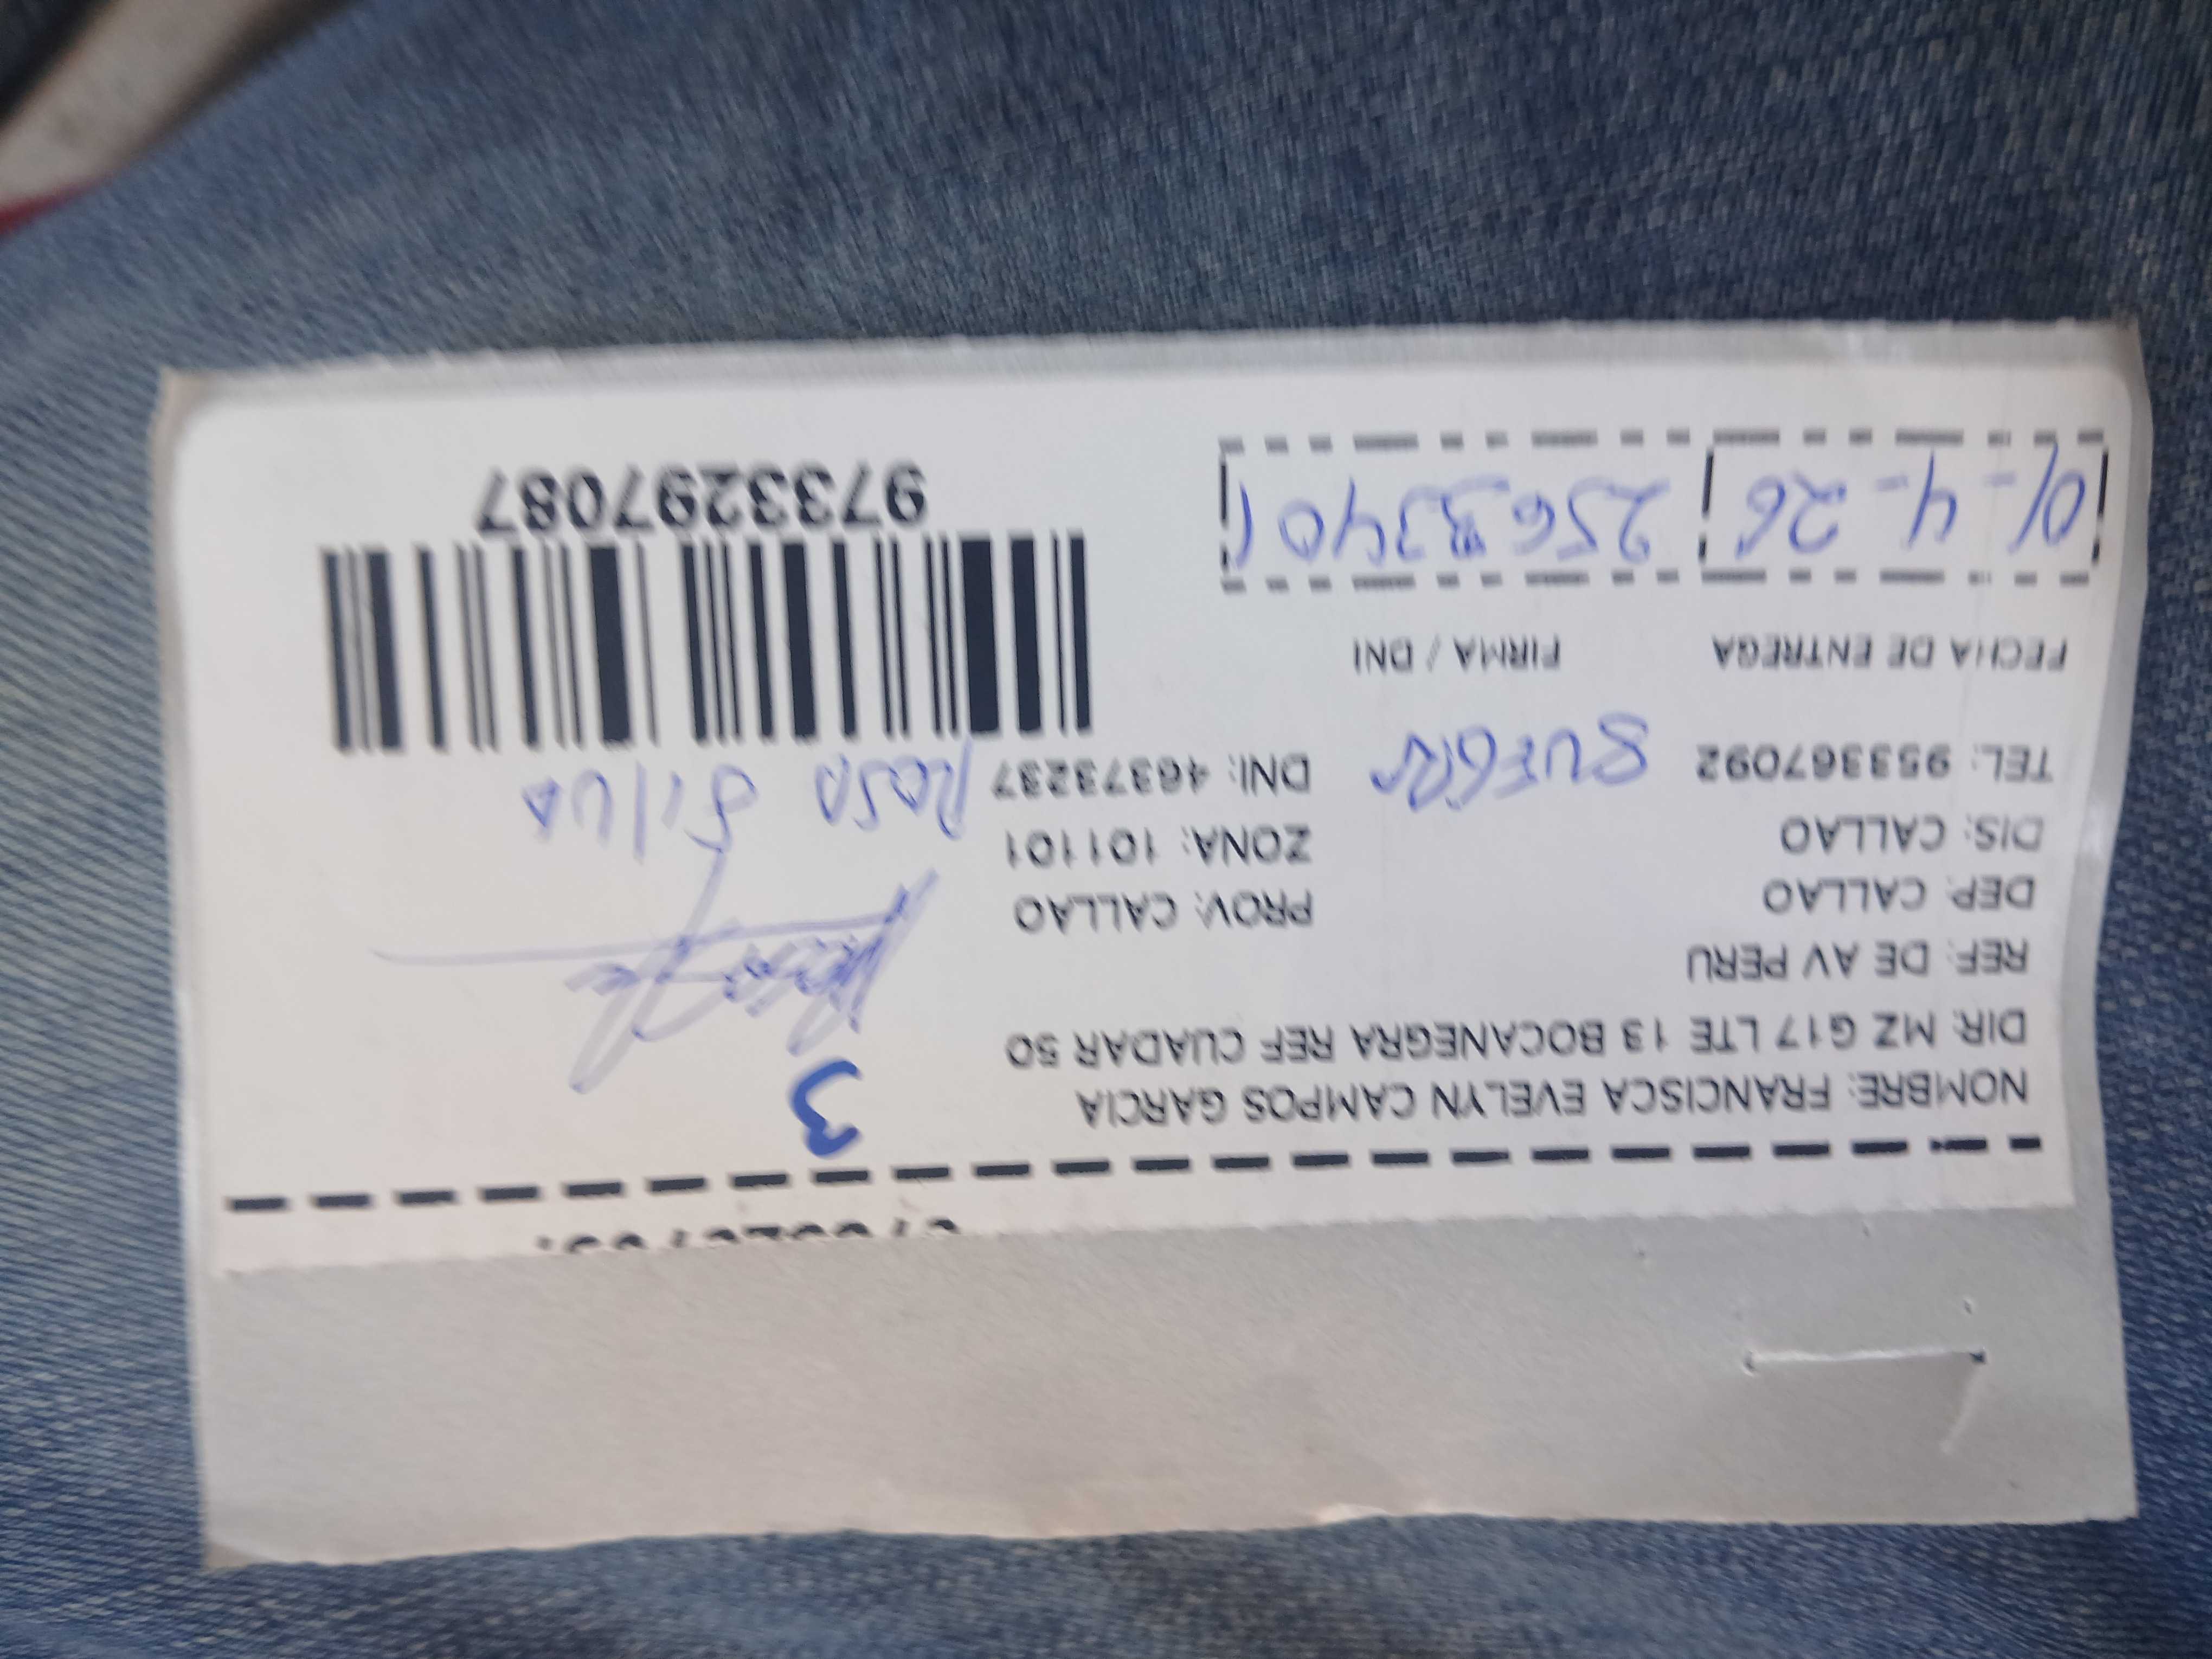 3
NOMBRE: FRANCISCA EVELYN CAMPOS GARCIA
DIR: MZ G17 LTE 13 BOCANEGRA REF CUADAR 50
REF: DE AV PERU
DEP: CALLAO PROV: CALLAO
DIS: CALLAO ZONA: 101101
TEL: 953367092 SUEGRA DNI: 46373237 ROSA SILVA
FECHA DE ENTREGA FIRMA / DNI
01-4-26
9733297087